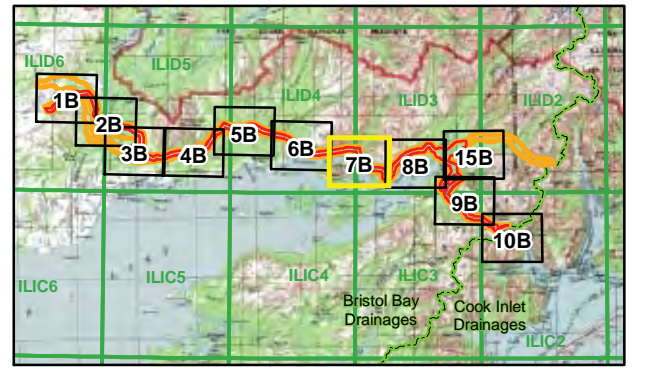 ILID6
ILID5
ILID4
ILID3
ILID2
1B
2B
3B
4B
5B
6B
7B
8B
15B
9B
10B
ILIC6
ILIC5
ILIC4
ILIC3
Bristol Bay
Drainages
Cook Inlet
Drainages
ILIC2